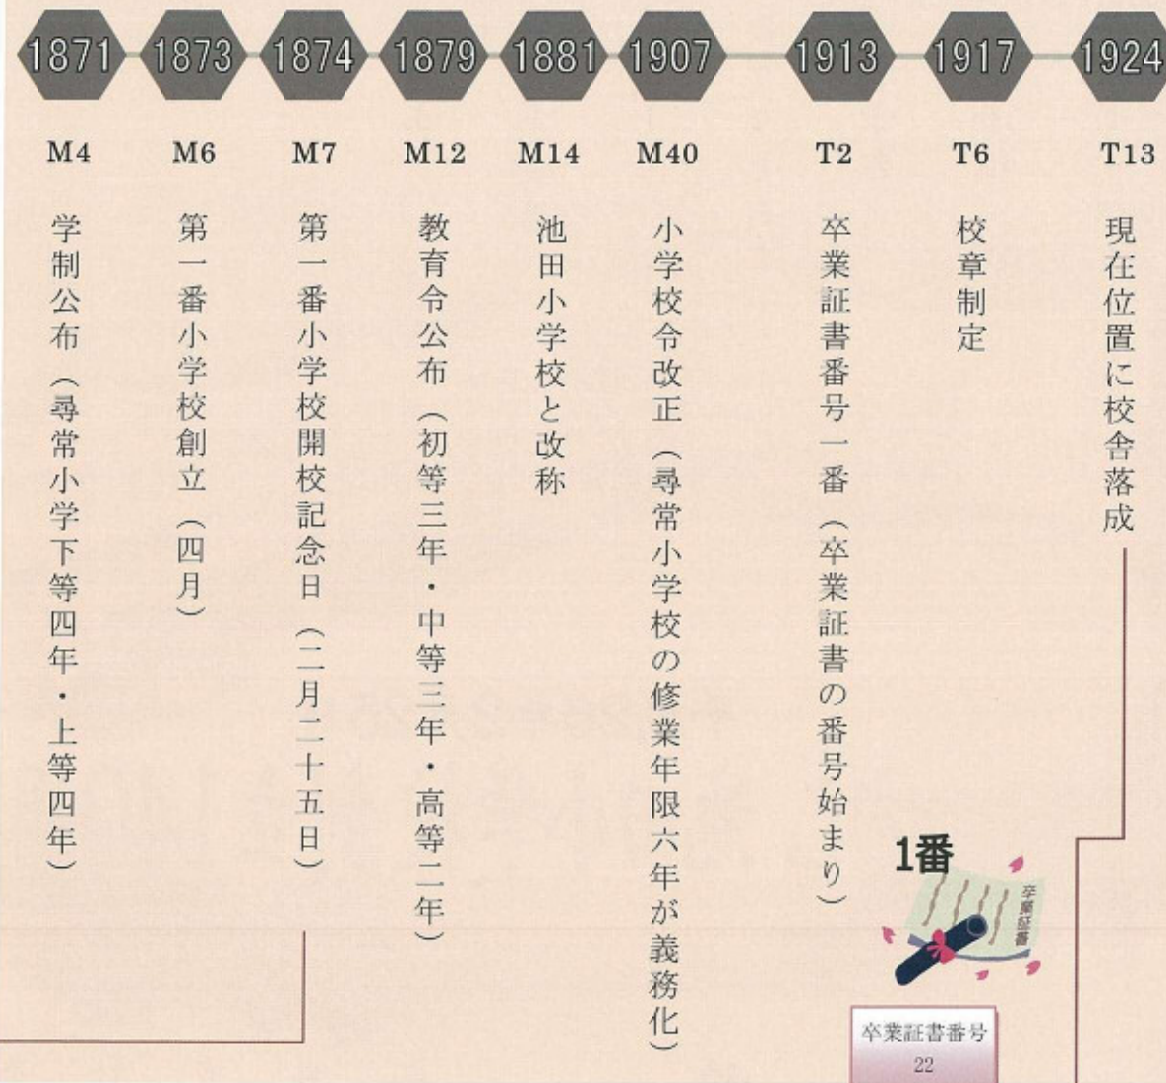 1871
1873
1874
1879
1881
1907
1913
1917
1924
M4
M6
M7
M12
M14
M40
T2
T6
T13
学制公布（尋常小学下等四年・上等四年）
第一番小学校創立（四月）
第一番小学校開校記念日（二月二十五日）
教育令公布（初等三年・中等三年・高等二年）
池田小学校と改称
小学校令改正（尋常小学校の修業年限六年が義務化）
卒業証書番号一番（卒業証書の番号始まり）
校章制定
現在位置に校舎落成
1番
卒業証書
卒業証書番号
22